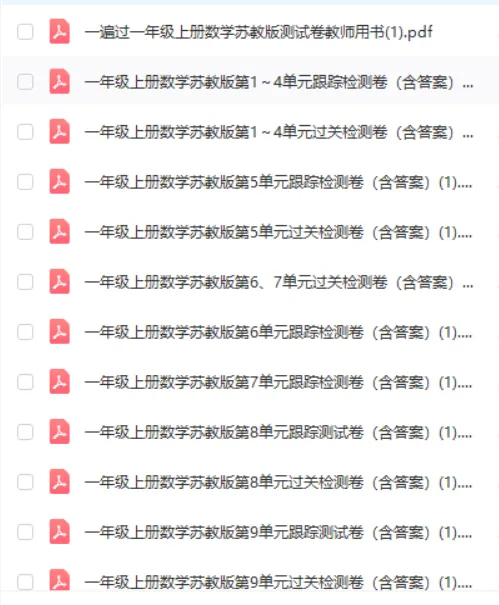 一遍过一年级上册数学苏教版测试卷教师用书(1).pdf
一年级上册数学苏教版第1～4单元跟踪检测卷（含答案）...
一年级上册数学苏教版第1～4单元过关检测卷（含答案）...
一年级上册数学苏教版第5单元跟踪检测卷（含答案）(1)....
一年级上册数学苏教版第5单元过关检测卷（含答案）(1)....
一年级上册数学苏教版第6、7单元过关检测卷（含答案）...
一年级上册数学苏教版第6单元跟踪检测卷（含答案）(1)....
一年级上册数学苏教版第7单元跟踪检测卷（含答案）(1)....
一年级上册数学苏教版第8单元跟踪测试卷（含答案）(1)....
一年级上册数学苏教版第8单元过关检测卷（含答案）(1)....
一年级上册数学苏教版第9单元跟踪测试卷（含答案）(1)....
一年级上册数学苏教版第9单元过关检测卷（含答案）(1)....